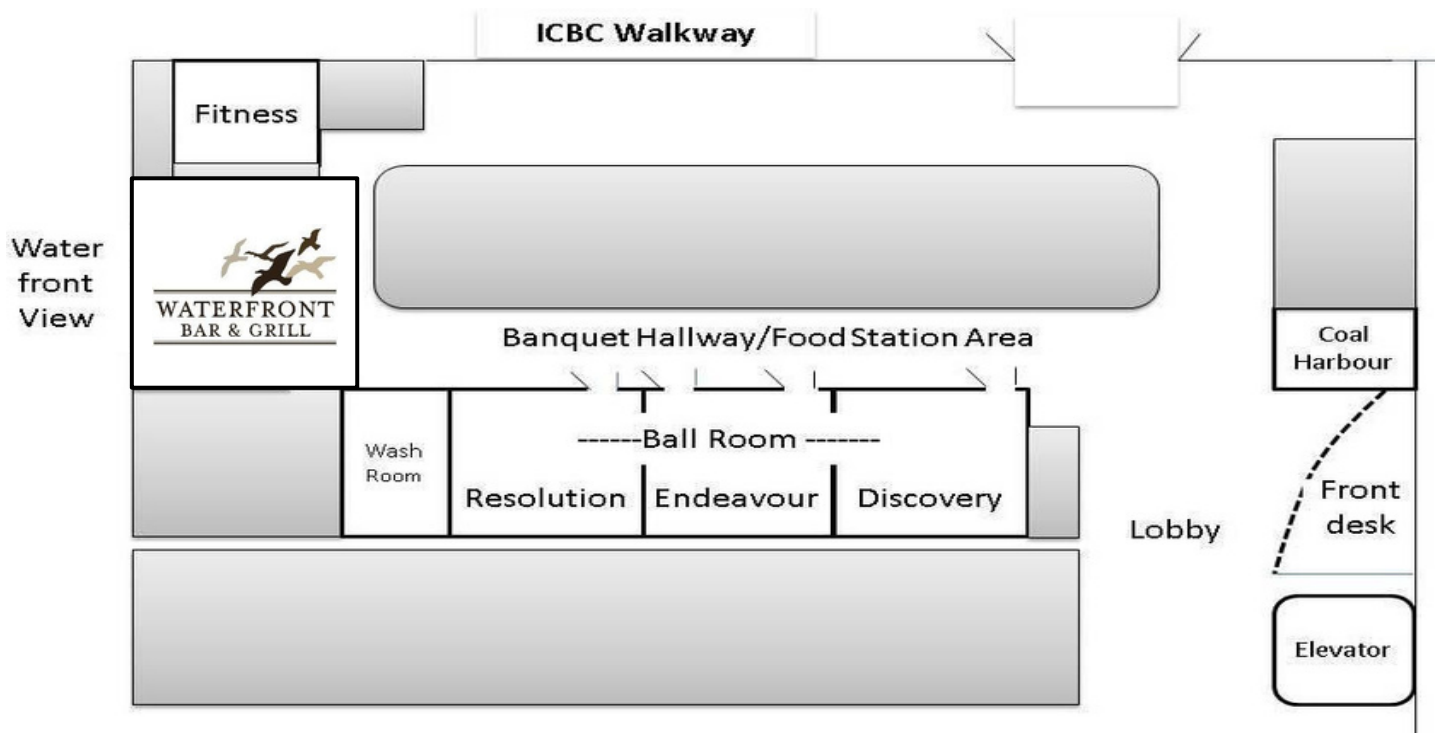 ICBC Walkway
Fitness
Water
front
View
WATERFRONT
BAR & GRILL
Banquet Hallway/Food Station Area
Coal
Harbour
Wash
Room
------Ball Room -------
Resolution
Endeavour
Discovery
Lobby
Front
desk
Elevator